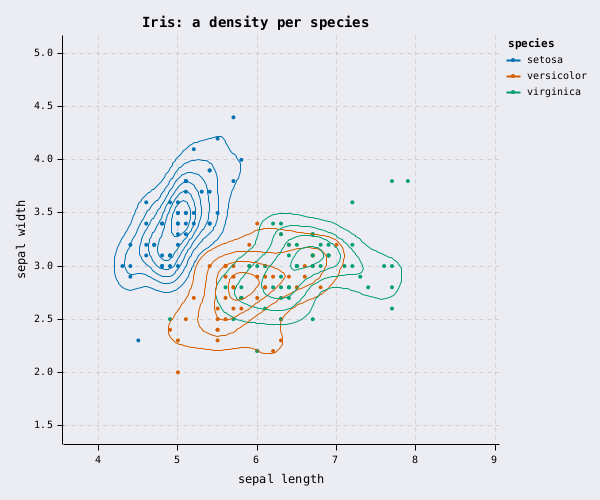 Iris: a density per species
species
setosa
versicolor
virginica
sepal width
5.0
4.5
4.0
3.5
3.0
2.5
2.0
1.5
4 5 6 7 8 9
sepal length